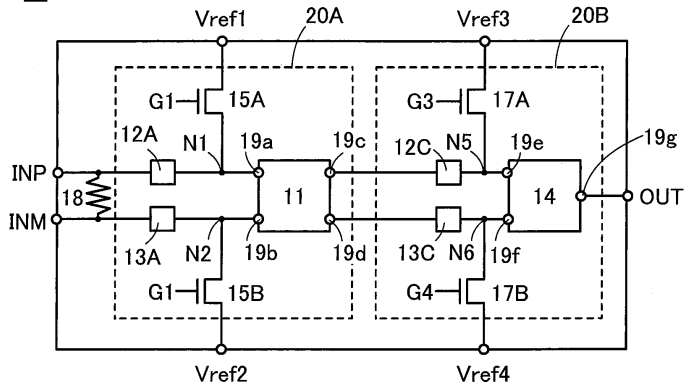 Vref1
20A
Vref3
20B
G1
15A
G3
17A
12A
N1
19a
19c
12C
N5
19e
19g
INP
18
11
14
OUT
INM
13A
N2
19b
19d
13C
N6
19f
G1
15B
G4
17B
Vref2
Vref4